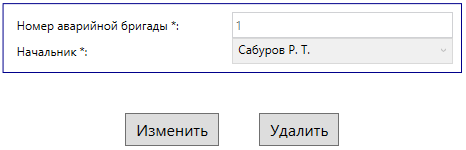 Номер аварийной бригады *: 1
Начальник *: Сабуров Р. Т.
Изменить Удалить